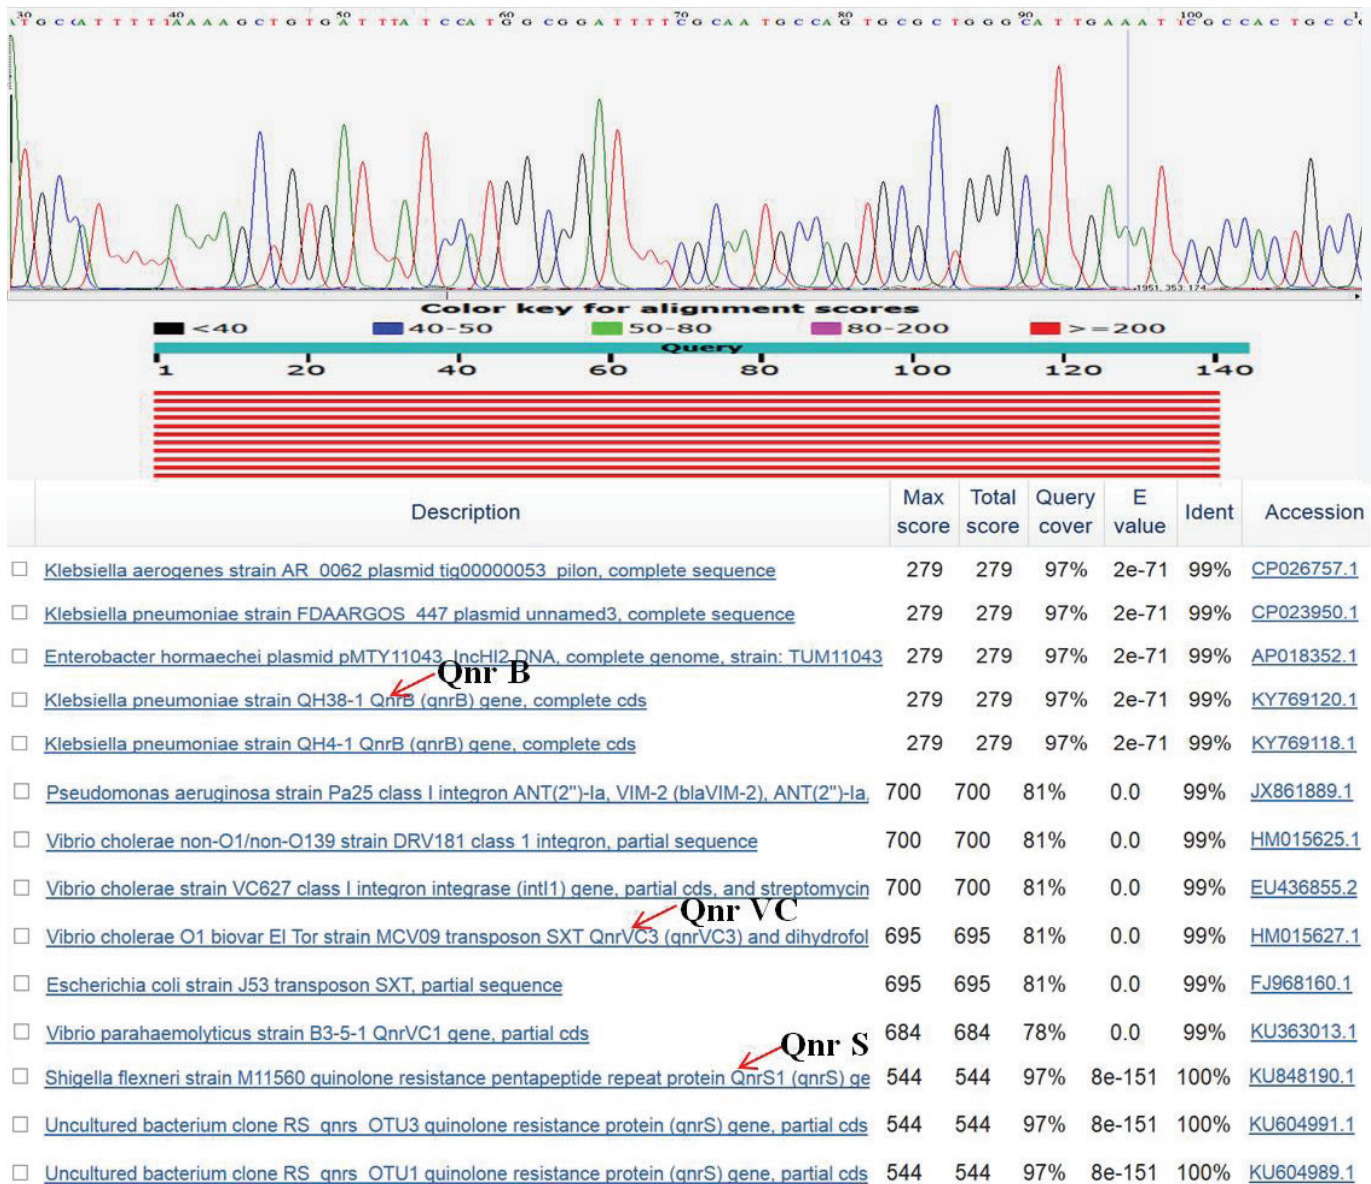 30 40 50 60 70 80 90 100
TGCCATTTTTAAAAGCTGTGATTTATCCATGGCGGATTTTCGCAATGCCAGTGCGCTGGGCATTGAAATTCGCCACTGCC
1951, 353: 174
Color key for alignment scores
<40 40-50 50-80 80-200 >=200
Query
1 20 40 60 80 100 120 140
Description Max score Total score Query cover E value Ident Accession
Klebsiella aerogenes strain AR_0062 plasmid tig00000053_pilon, complete sequence 279 279 97% 2e-71 99% CP026757.1
Klebsiella pneumoniae strain FDAARGOS_447 plasmid unnamed3, complete sequence 279 279 97% 2e-71 99% CP023950.1
Enterobacter hormaechei plasmid pMTY11043_IncHI2 DNA, complete genome, strain: TUM11043 279 279 97% 2e-71 99% AP018352.1
Qnr B
Klebsiella pneumoniae strain QH38-1 QnrB (qnrB) gene, complete cds 279 279 97% 2e-71 99% KY769120.1
Klebsiella pneumoniae strain QH4-1 QnrB (qnrB) gene, complete cds 279 279 97% 2e-71 99% KY769118.1
Pseudomonas aeruginosa strain Pa25 class I integron ANT(2")-Ia, VIM-2 (blaVIM-2), ANT(2")-Ia, 700 700 81% 0.0 99% JX861889.1
Vibrio cholerae non-O1/non-O139 strain DRV181 class 1 integron, partial sequence 700 700 81% 0.0 99% HM015625.1
Vibrio cholerae strain VC627 class I integron integrase (intI1) gene, partial cds, and streptomycin 700 700 81% 0.0 99% EU436855.2
Qnr VC
Vibrio cholerae O1 biovar El Tor strain MCV09 transposon SXT QnrVC3 (qnrVC3) and dihydrofol 695 695 81% 0.0 99% HM015627.1
Escherichia coli strain J53 transposon SXT, partial sequence 695 695 81% 0.0 99% FJ968160.1
Vibrio parahaemolyticus strain B3-5-1 QnrVC1 gene, partial cds 684 684 78% 0.0 99% KU363013.1
Qnr S
Shigella flexneri strain M11560 quinolone resistance pentapeptide repeat protein QnrS1 (qnrS) ge 544 544 97% 8e-151 100% KU848190.1
Uncultured bacterium clone RS_qnrs_OTU3 quinolone resistance protein (qnrS) gene, partial cds 544 544 97% 8e-151 100% KU604991.1
Uncultured bacterium clone RS_qnrs_OTU1 quinolone resistance protein (qnrS) gene, partial cds 544 544 97% 8e-151 100% KU604989.1